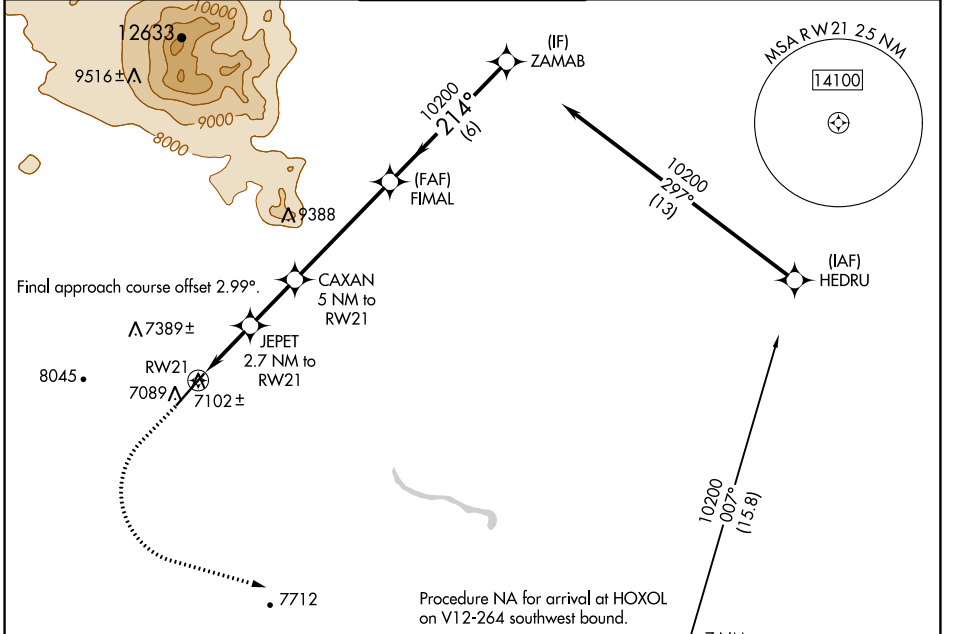 10000
12633
9516±
9000
8000
(IF)
ZAMAB
MSA RW21 25 NM
14100
10200
214°
(6)
(FAF)
FIMAL
10200
297°
(13)
9388
(IAF)
HEDRU
CAXAN
5 NM to
RW21
Final approach course offset 2.99°.
7389±
JEPET
2.7 NM to
RW21
RW21
8045
7089
7102±
10200
007°
(15.8)
7712
Procedure NA for arrival at HOXOL
on V12-264 southwest bound.